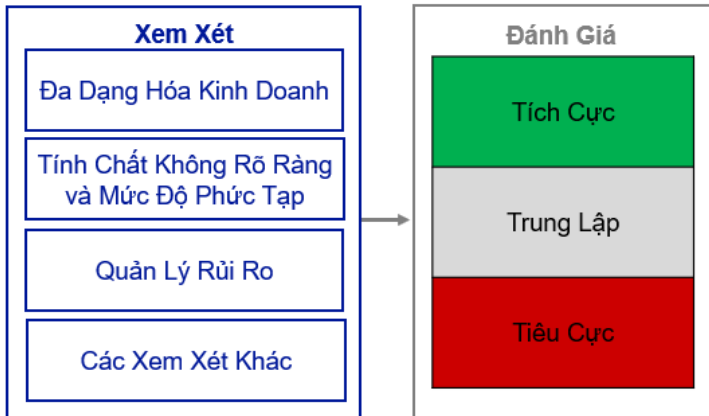 Xem Xét
Đa Dạng Hóa Kinh Doanh
Tính Chất Không Rõ Ràng
và Mức Độ Phức Tạp
Quản Lý Rủi Ro
Các Xem Xét Khác
Đánh Giá
Tích Cực
Trung Lập
Tiêu Cực